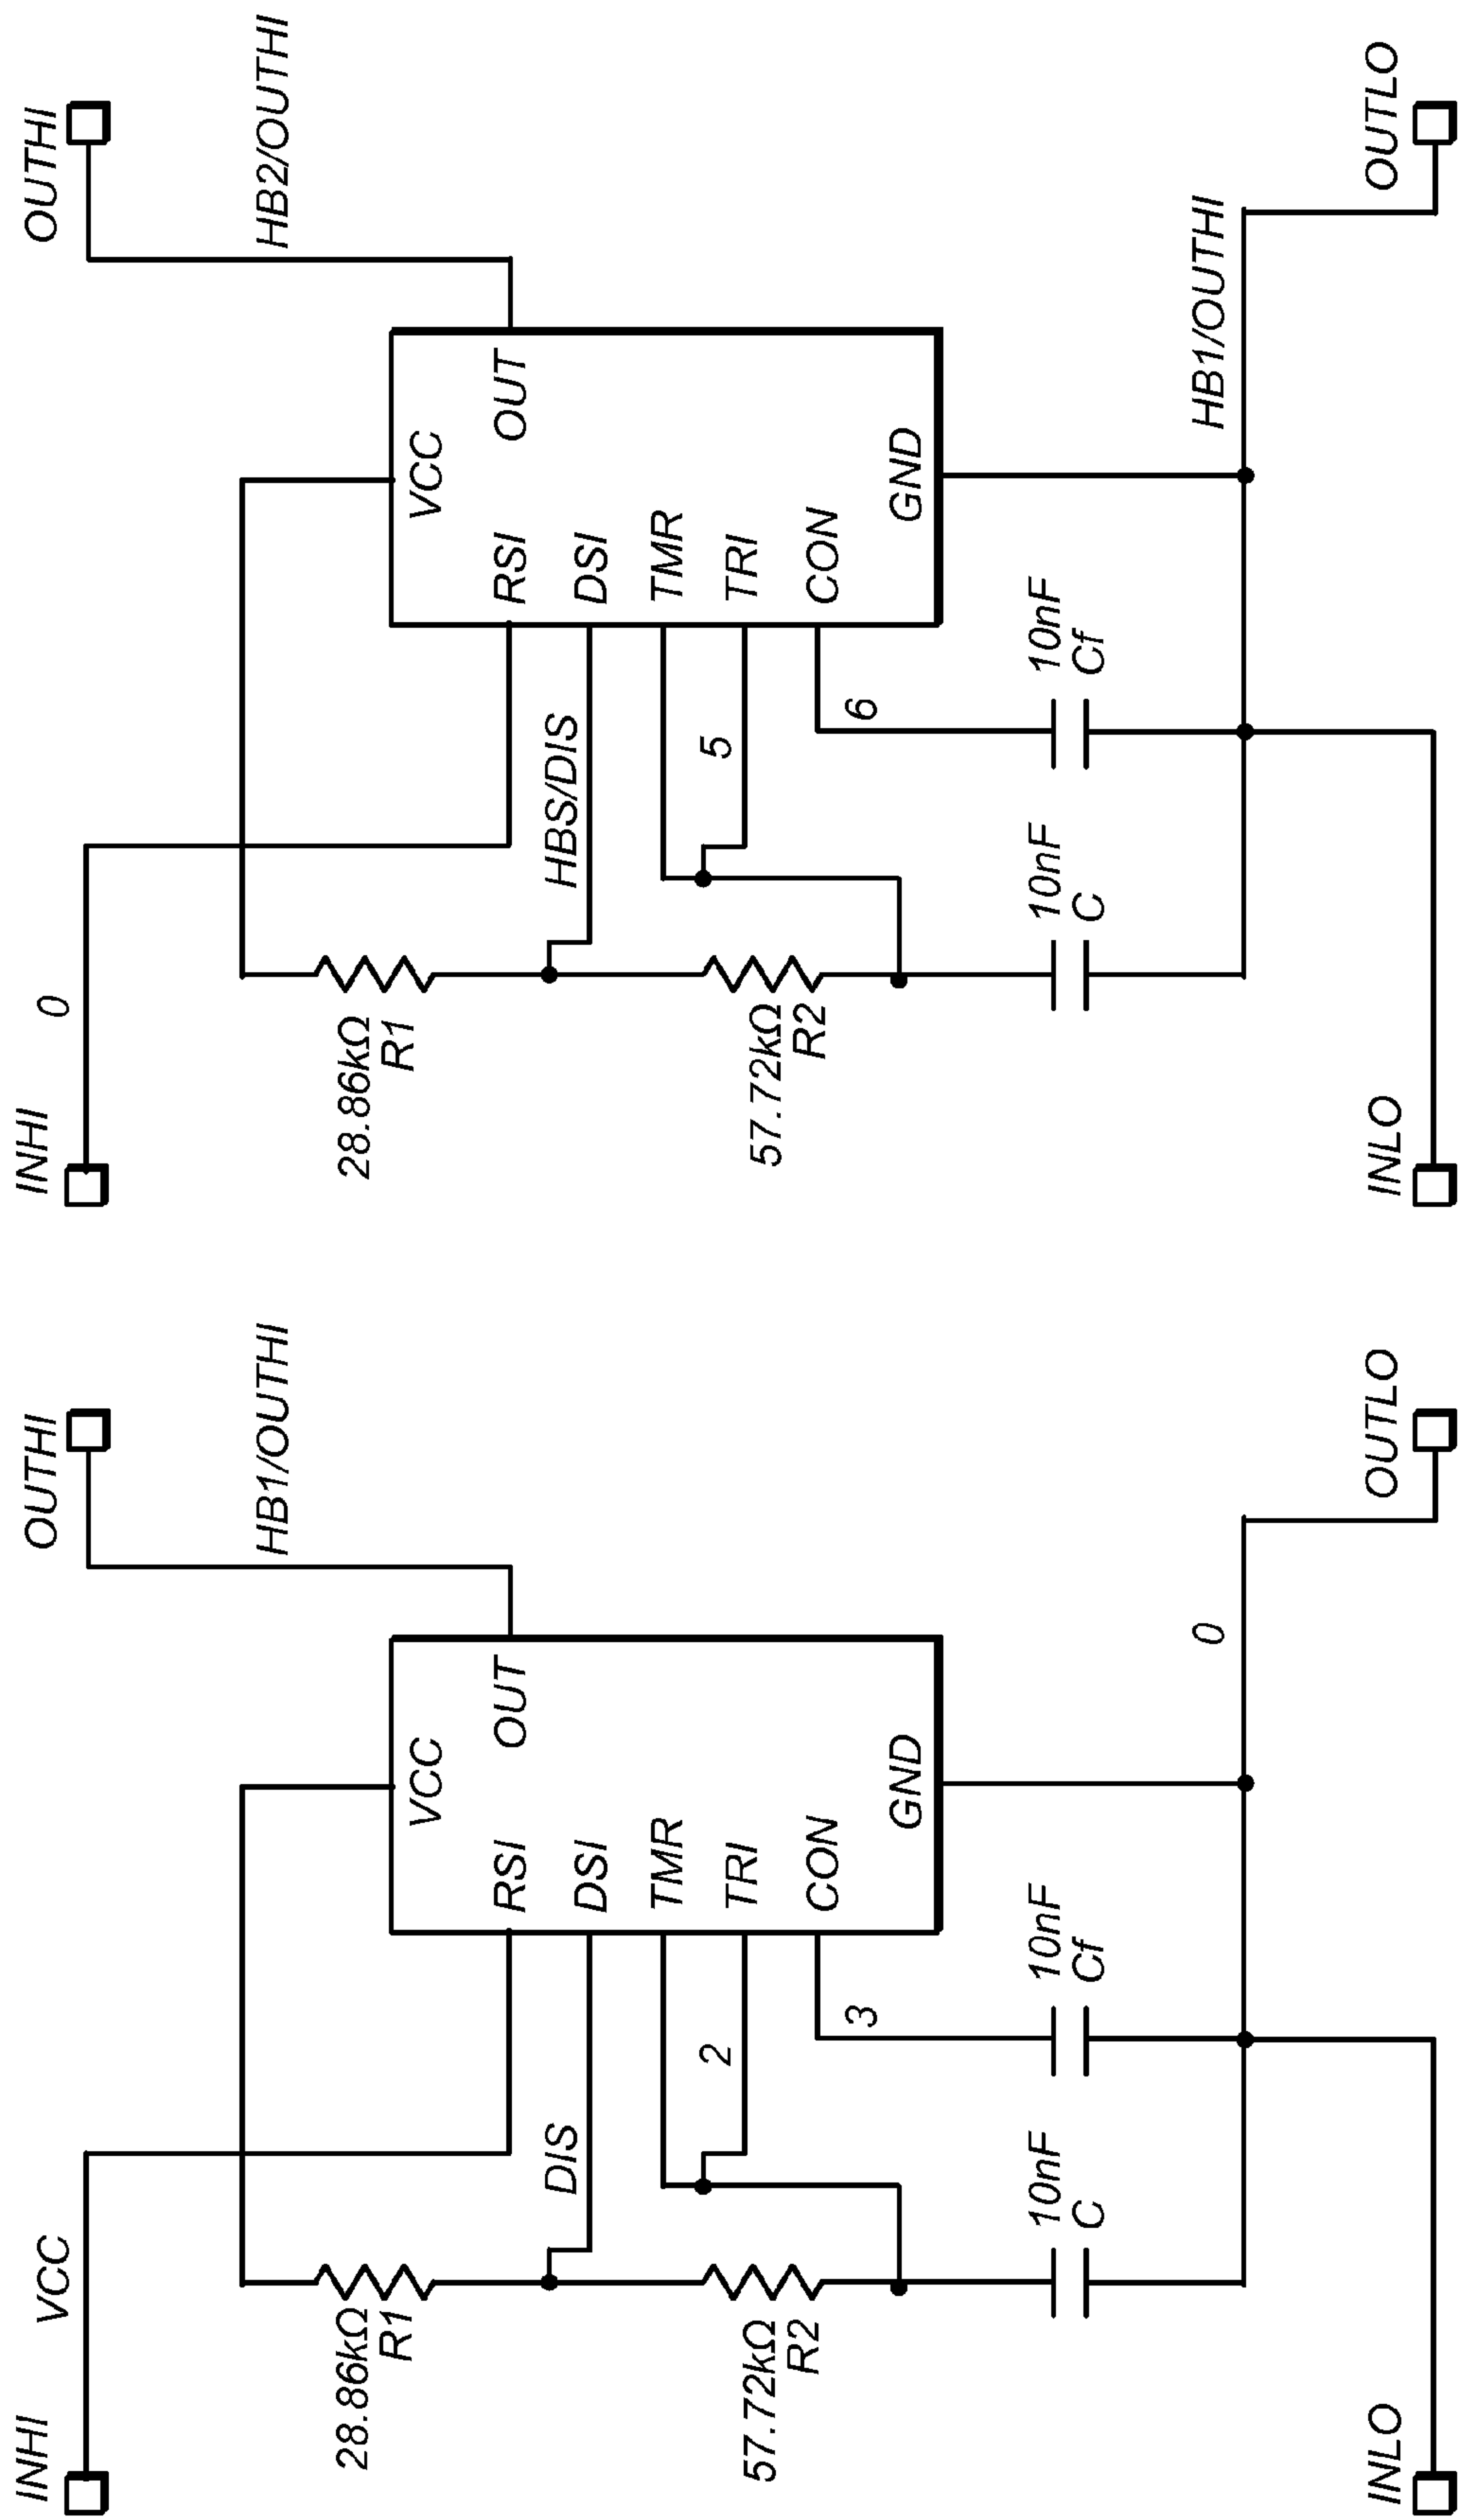 INHI
VCC
OUTHI
HB1/OUTHI
28.86kΩ
R1
VCC
RSI
OUT
DIS
DSI
57.72kΩ
R2
TMR
2
TRI
CON
3
GND
10nF
C
10nF
Cf
0
INLO
OUTLO
INHI
0
OUTHI
HB2/OUTHI
28.86kΩ
R1
VCC
RSI
OUT
HBS/DIS
DSI
57.72kΩ
R2
TMR
5
TRI
CON
6
GND
10nF
C
10nF
Cf
HB1/OUTHI
INLO
OUTLO